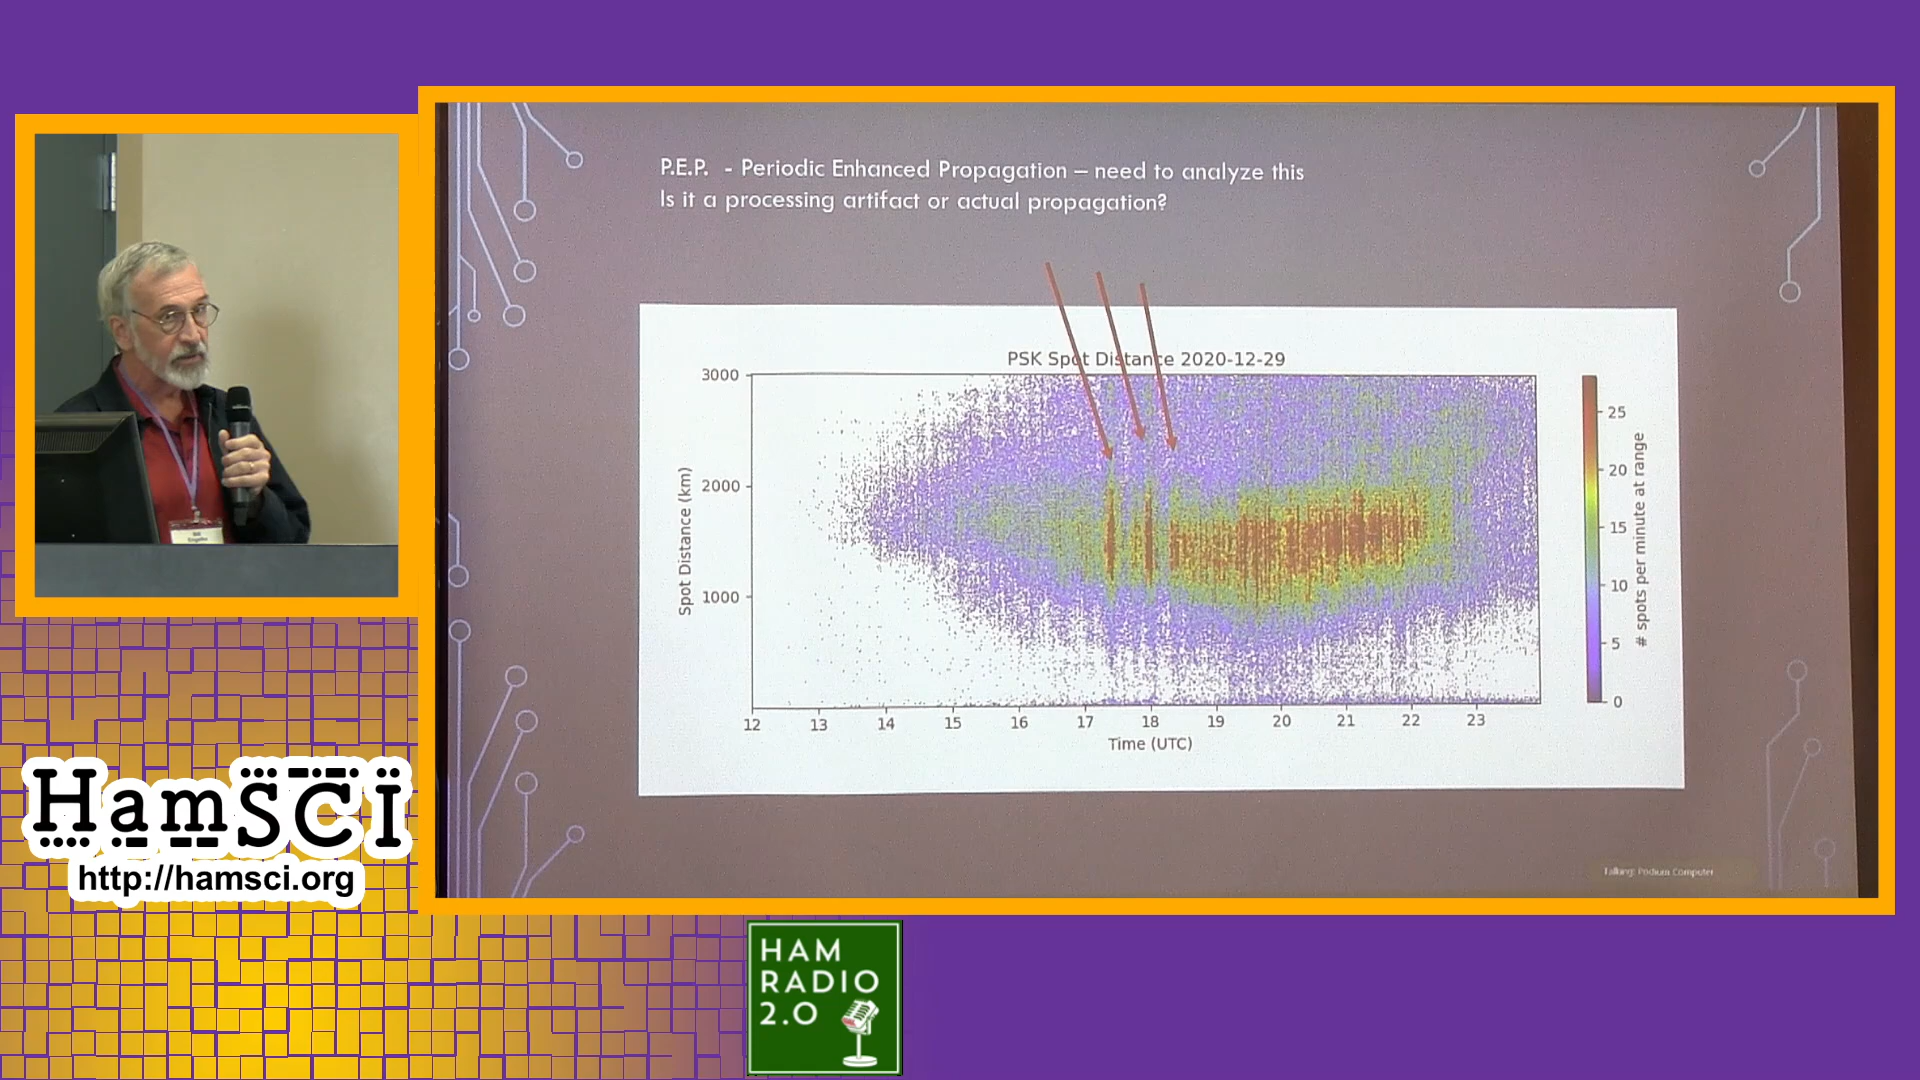 P.E.P. - Periodic Enhanced Propagation – need to analyze this
Is it a processing artifact or actual propagation?
PSK Spot Distance 2020-12-29
3000
2000
1000
Spot Distance (km)
12 13 14 15 16 17 18 19 20 21 22 23
Time (UTC)
25
20
15
10
5
0
# spots per minute at range
Talking: Podium Computer
HamSCI
http://hamsci.org
HAM
RADIO
2.0